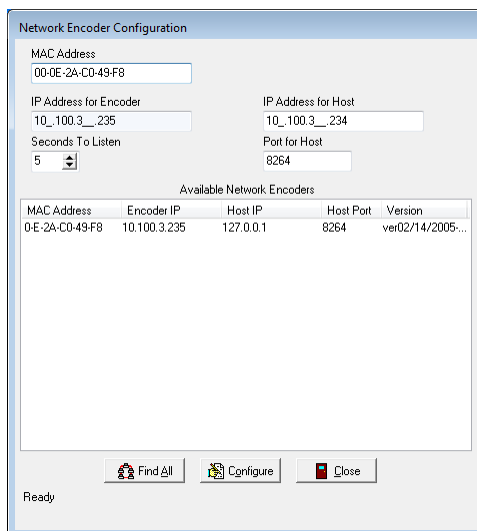 Network Encoder Configuration
MAC Address
00-0E-2A-C0-49-F8
IP Address for Encoder IP Address for Host
10_.100.3__.235 10_.100.3__.234
Seconds To Listen Port for Host
5 8264
Available Network Encoders
MAC Address Encoder IP Host IP Host Port Version
0-E-2A-C0-49-F8 10.100.3.235 127.0.0.1 8264 ver02/14/2005-...
Find All Configure Close
Ready